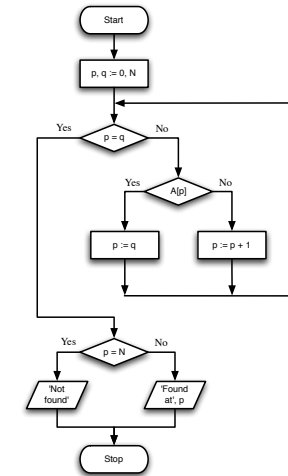 Start
p, q := 0, N
Yes
No
p = q
Yes
No
A[p]
p := q
p := p + 1
Yes
No
p = N
'Not
found'
'Found
at', p
Stop